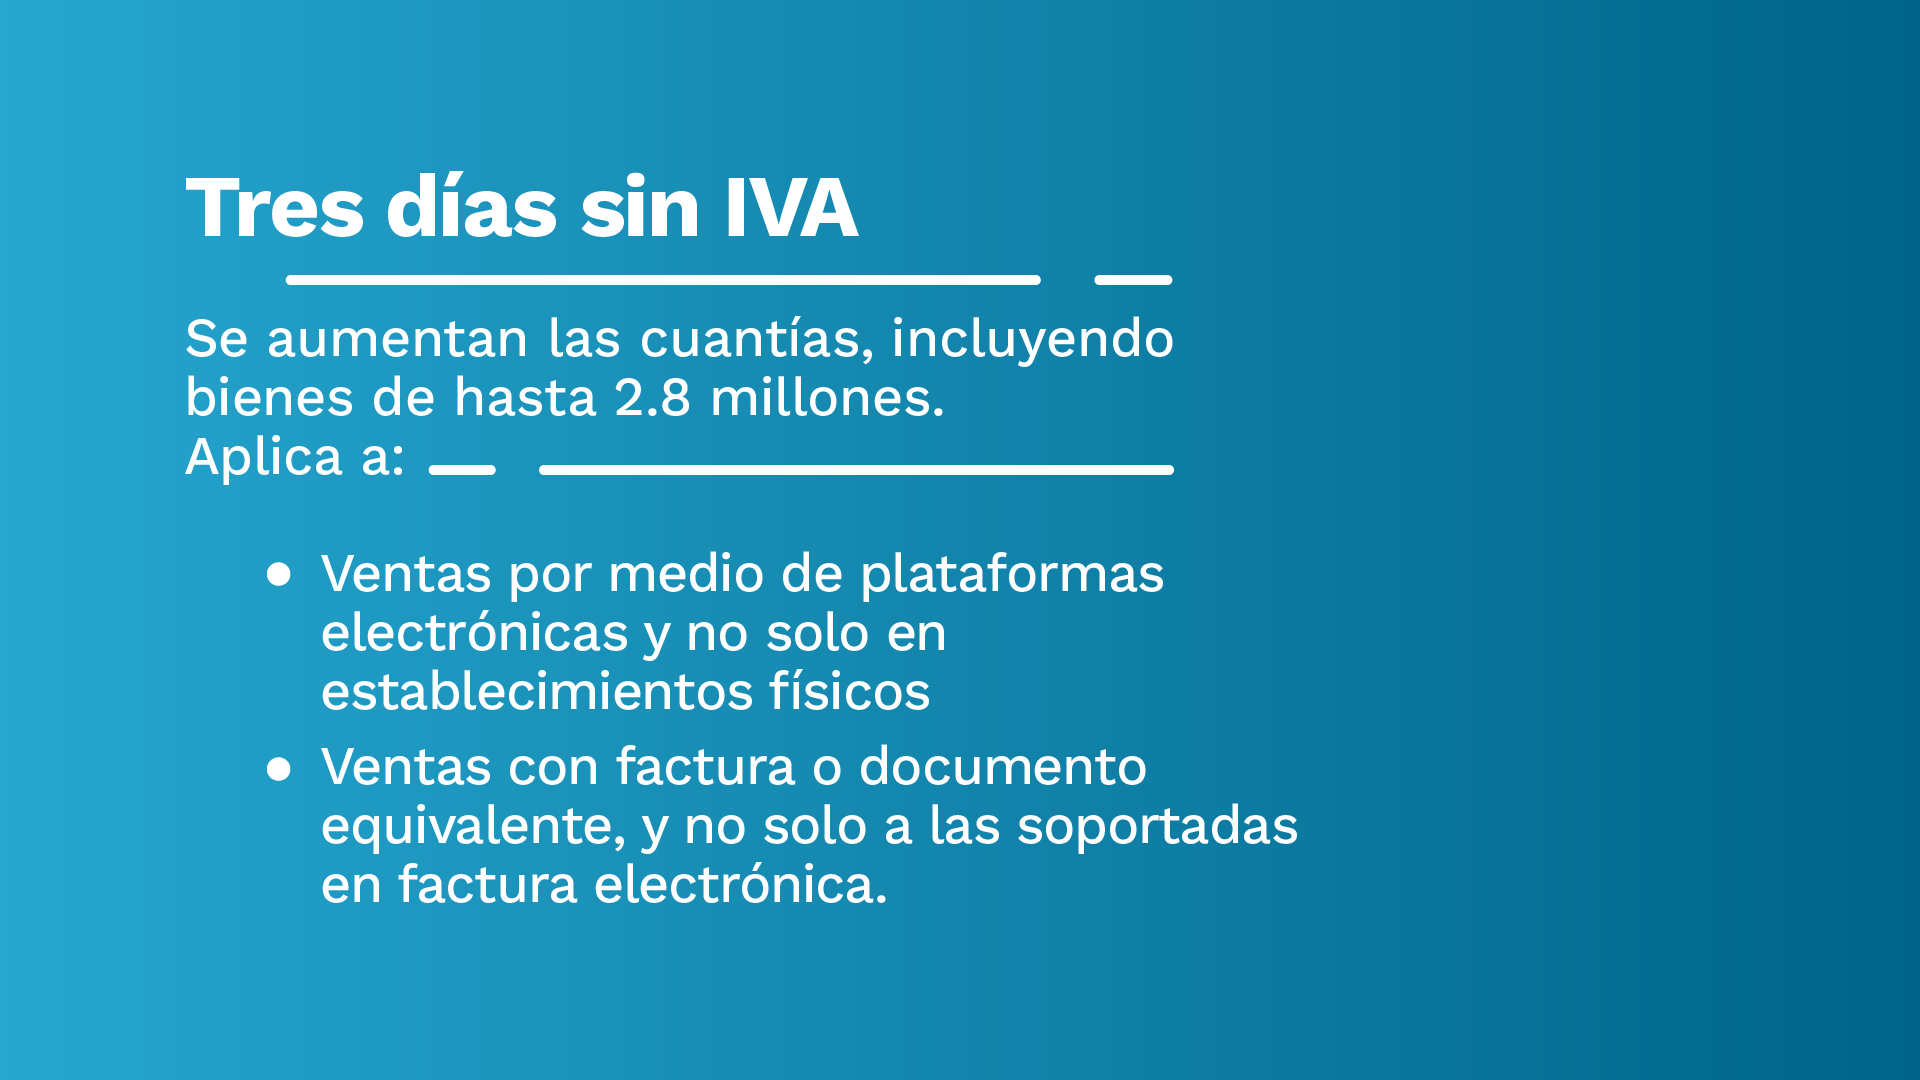 Tres días sin IVA
Se aumentan las cuantías, incluyendo
bienes de hasta 2.8 millones.
Aplica a:
● Ventas por medio de plataformas
electrónicas y no solo en
establecimientos físicos
● Ventas con factura o documento
equivalente, y no solo a las soportadas
en factura electrónica.